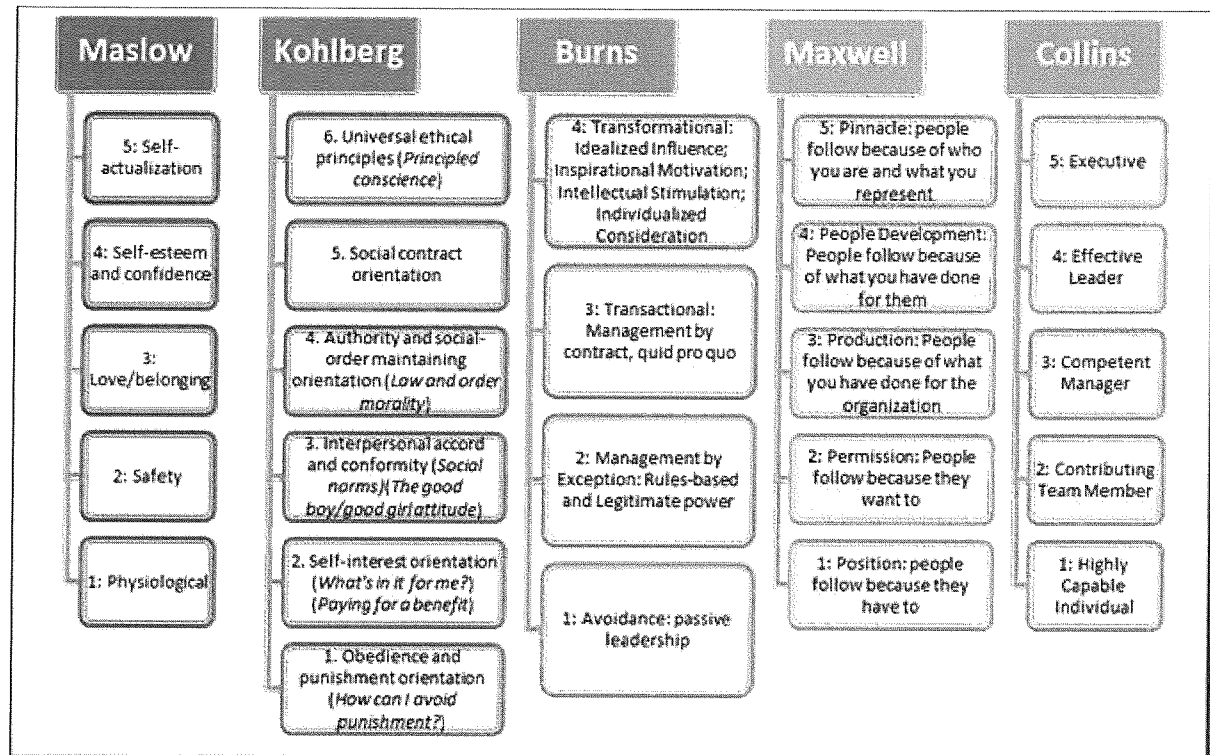 Maslow
5: Self-
actualization
4: Self-esteem
and confidence
3:
Love/belonging
2: Safety
1: Physiological
Kohlberg
6. Universal ethical
principles (Principled
conscience)
5. Social contract
orientation
4. Authority and social-
order maintaining
orientation (Law and order
morality)
3. Interpersonal accord
and conformity (Social
norms)(The good
boy/good girl attitude)
2. Self-interest orientation
(What's in it for me?)
(Paying for a benefit)
1. Obedience and
punishment orientation
(How can I avoid
punishment?)
Burns
4: Transformational:
Idealized Influence;
Inspirational Motivation;
Intellectual Stimulation;
Individualized
Consideration
3: Transactional:
Management by
contract, quid pro quo
2: Management by
Exception: Rules-based
and Legitimate power
1: Avoidance: passive
leadership
Maxwell
5: Pinnacle: people
follow because of who
you are and what you
represent
4: People Development:
People follow because
of what you have done
for them
3: Production: People
follow because of what
you have done for the
organization
2: Permission: People
follow because they
want to
1: Position: people
follow because they
have to
Collins
5: Executive
4: Effective
Leader
3: Competent
Manager
2: Contributing
Team Member
1: Highly
Capable
Individual